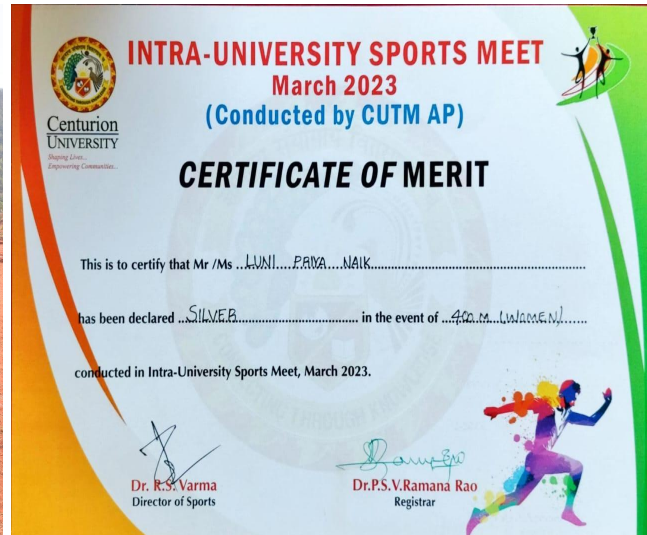 INTRA-UNIVERSITY SPORTS MEET
March 2023
(Conducted by CUTM AP)
Centurion
UNIVERSITY
Shaping Lives...
Empowering Communities...
CERTIFICATE OF MERIT
This is to certify that Mr /Ms ..LUNI....PRIYA....NAIK..........
has been declared ..SILVER.......... in the event of ..400.M (WOMEN)......
conducted in Intra-University Sports Meet, March 2023.
Dr. R.S. Varma
Director of Sports
Dr.P.S.V.Ramana Rao
Registrar